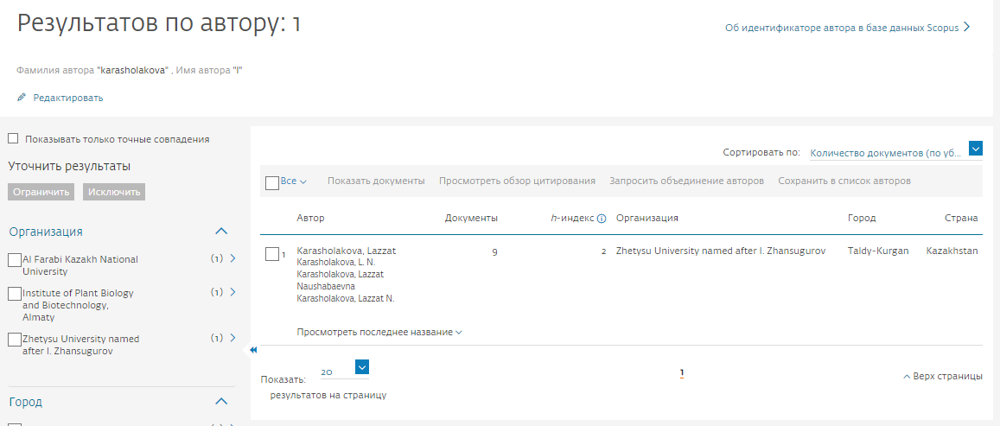 Результатов по автору: 1
Об идентификаторе автора в базе данных Scopus
Фамилия автора "karasholakova" , Имя автора "l"
Редактировать
Показывать только точные совпадения
Уточнить результаты
Ограничить Исключить
Организация
Al Farabi Kazakh National (1)
University
Institute of Plant Biology (1)
and Biotechnology,
Almaty
Zhetysu University named (1)
after I. Zhansugurov
Город
Сортировать по: Количество документов (по уб...
Все Показать документы Просмотреть обзор цитирования Запросить объединение авторов Сохранить в список авторов
Автор Документы h-индекс Организация Город Страна
1 Karasholakova, Lazzat 9 2 Zhetysu University named after I. Zhansugurov Taldy-Kurgan Kazakhstan
Karasholakova, L. N.
Karasholakova, Lazzat
Naushabaevna
Karasholakova, Lazzat N.
Просмотреть последнее название
Показать: 20 1 Верх страницы
результатов на страницу